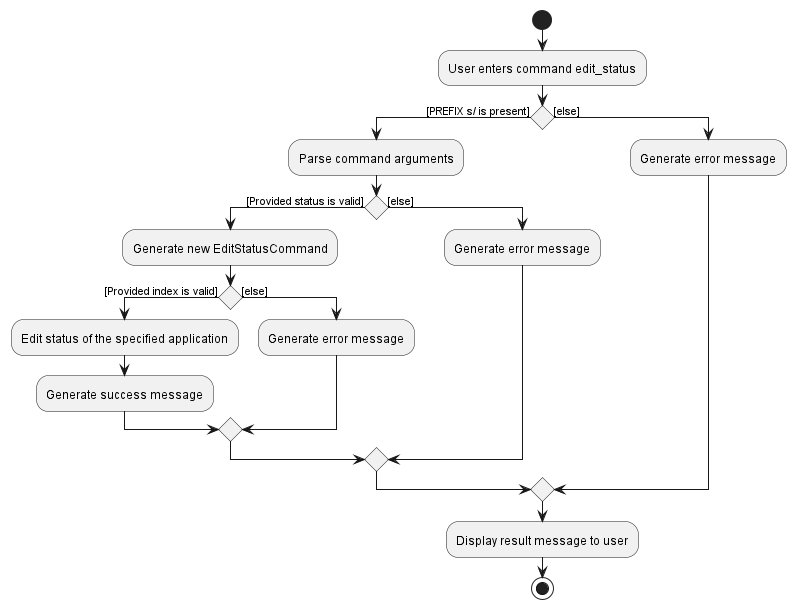 User enters command edit_status
[PREFIX s/ is present]
[else]
Parse command arguments
Generate error message
[Provided status is valid]
[else]
Generate new EditStatusCommand
Generate error message
[Provided index is valid]
[else]
Edit status of the specified application
Generate error message
Generate success message
Display result message to user